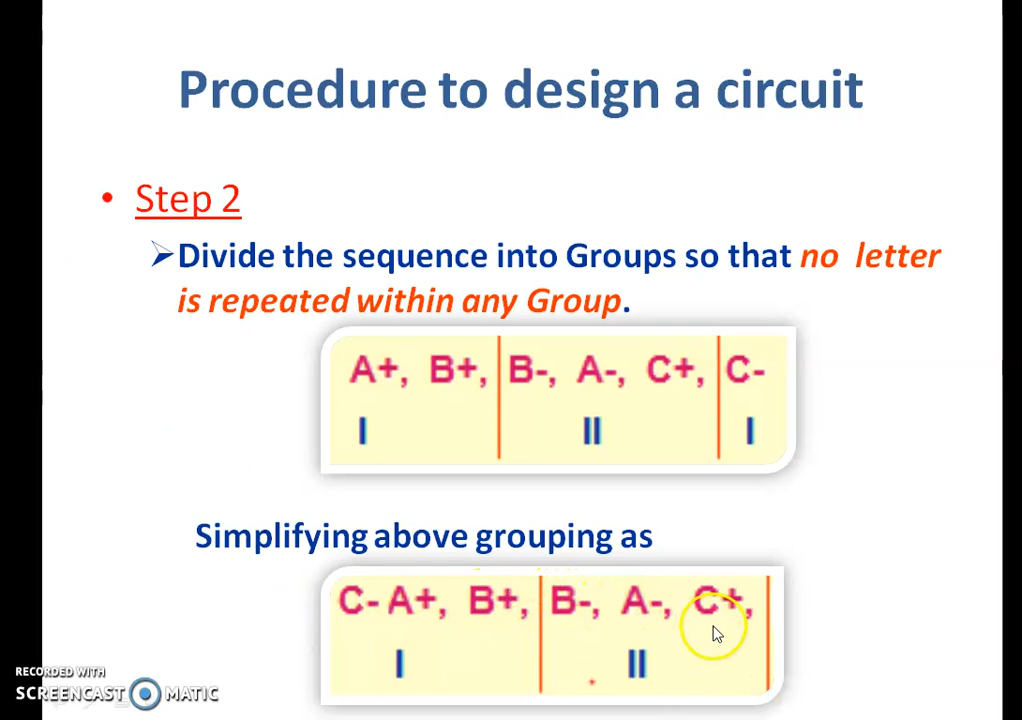 Procedure to design a circuit
• Step 2
➢Divide the sequence into Groups so that no letter
is repeated within any Group.
A+, B+, B-, A-, C+, C-
I II I
Simplifying above grouping as
C- A+, B+, B-, A-, C+,
I II
RECORDED WITH
SCREENCAST MATIC